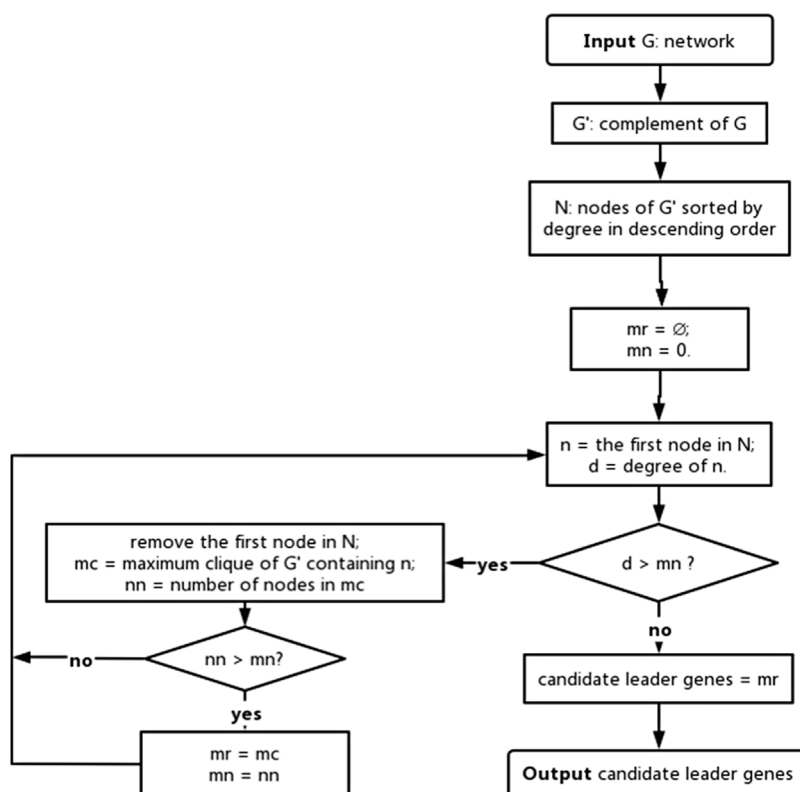 Input G: network
G': complement of G
N: nodes of G' sorted by
degree in descending order
mr = ∅;
mn = 0.
n = the first node in N;
d = degree of n.
d > mn ?
yes
remove the first node in N;
mc = maximum clique of G' containing n;
nn = number of nodes in mc
nn > mn?
no
yes
mr = mc
mn = nn
no
candidate leader genes = mr
Output candidate leader genes